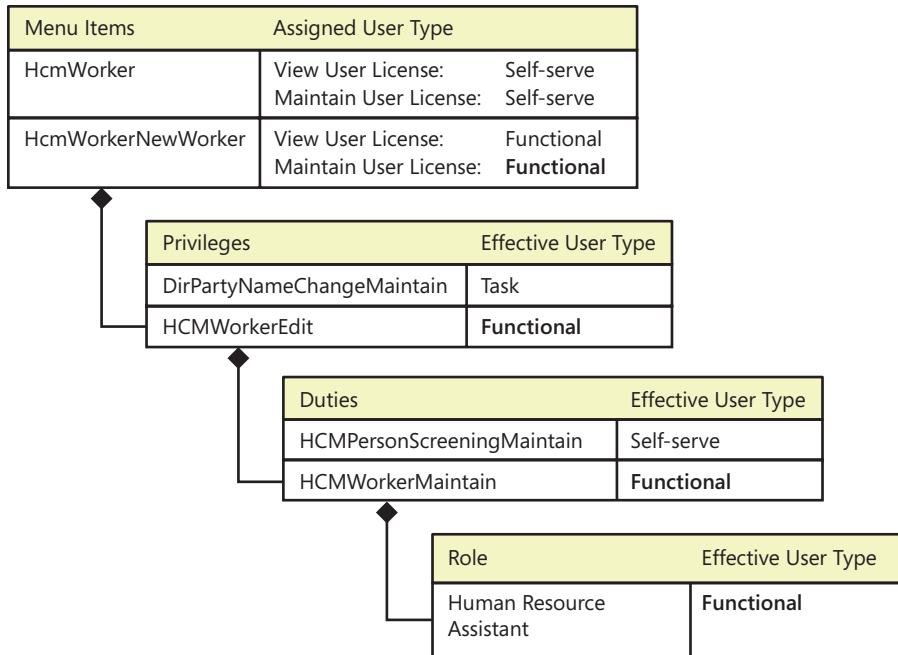 Menu Items Assigned User Type
HcmWorker View User License: Self-serve
Maintain User License: Self-serve
HcmWorkerNewWorker View User License: Functional
Maintain User License: Functional
Privileges Effective User Type
DirPartyNameChangeMaintain Task
HCMWorkerEdit Functional
Duties Effective User Type
HCMPersonScreeningMaintain Self-serve
HCMWorkerMaintain Functional
Role Effective User Type
Human Resource Functional
Assistant